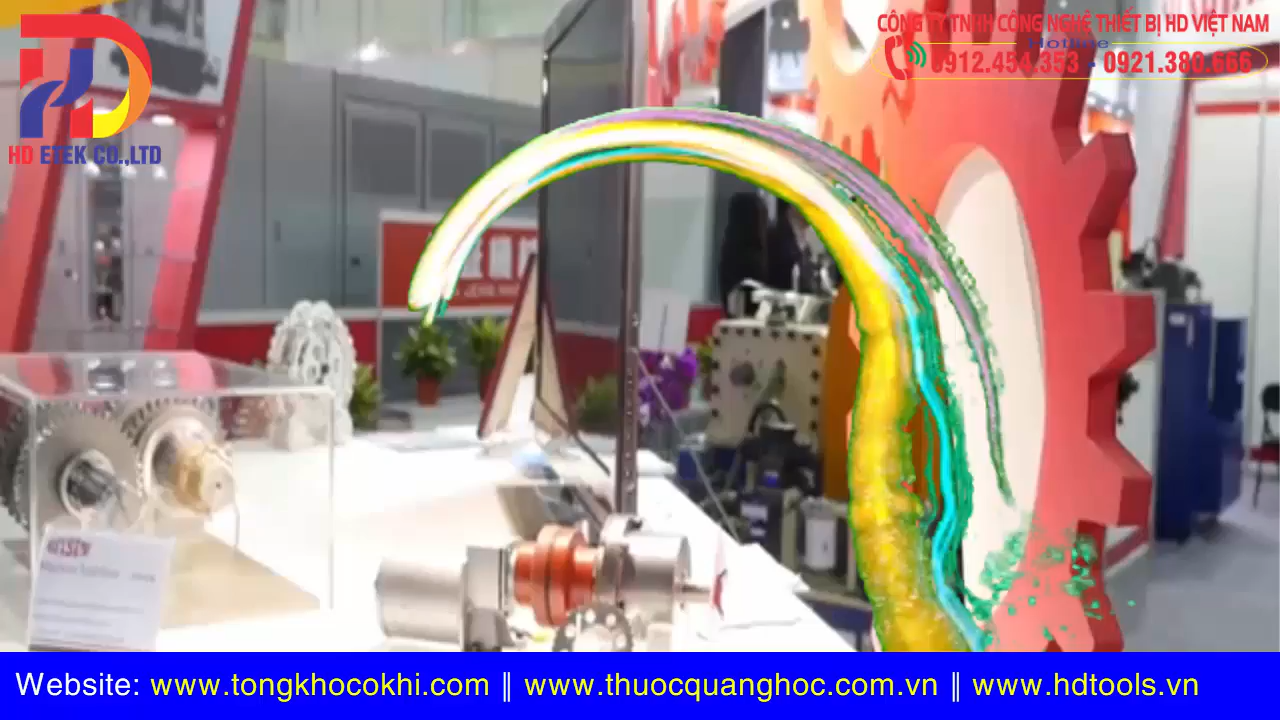 CÔNG TY TNHH CÔNG NGHỆ THIẾT BỊ HD VIỆT NAM
Hotline
0912.454.353 - 0921.380.666
HD ETEK CO.,LTD
Website: www.tongkhocokhi.com || www.thuocquanghoc.com.vn || www.hdtools.vn